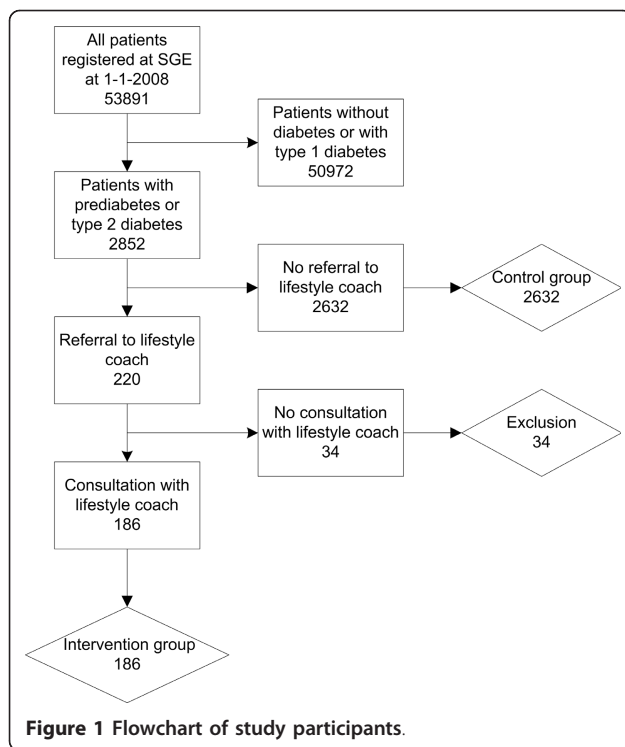 All patients
registered at SGE
at 1-1-2008
53891
Patients without
diabetes or with
type 1 diabetes
50972
Patients with
prediabetes or
type 2 diabetes
2852
No referral to
lifestyle coach
2632
Control group
2632
Referral to lifestyle
coach
220
No consultation
with lifestyle coach
34
Exclusion
34
Consultation with
lifestyle coach
186
Intervention group
186
Figure 1 Flowchart of study participants.